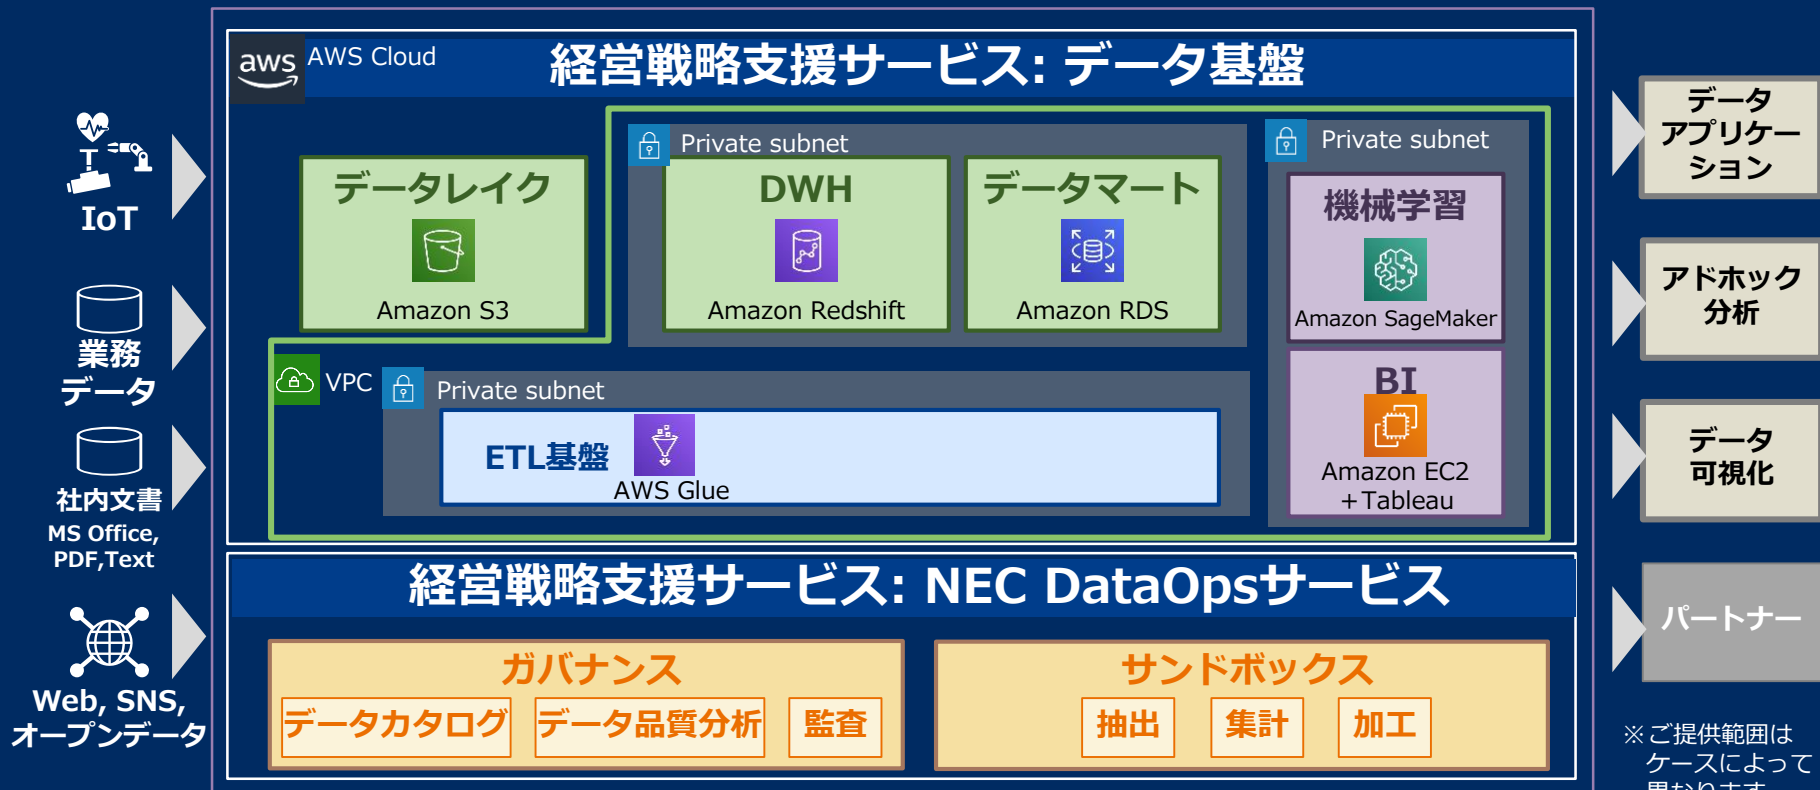 aws
AWS Cloud
経営戦略支援サービス: データ基盤
IoT
業務
データ
社内文書
MS Office,
PDF,Text
Web, SNS,
オープンデータ
データレイク
Amazon S3
Private subnet
DWH
Amazon Redshift
データマート
Amazon RDS
Private subnet
機械学習
Amazon SageMaker
BI
Amazon EC2
+Tableau
VPC
Private subnet
ETL基盤
AWS Glue
経営戦略支援サービス: NEC DataOpsサービス
ガバナンス
データカタログ
データ品質分析
監査
サンドボックス
抽出
集計
加工
データ
アプリケー
ション
アドホック
分析
データ
可視化
パートナー
※ご提供範囲は
ケースによって
異なります